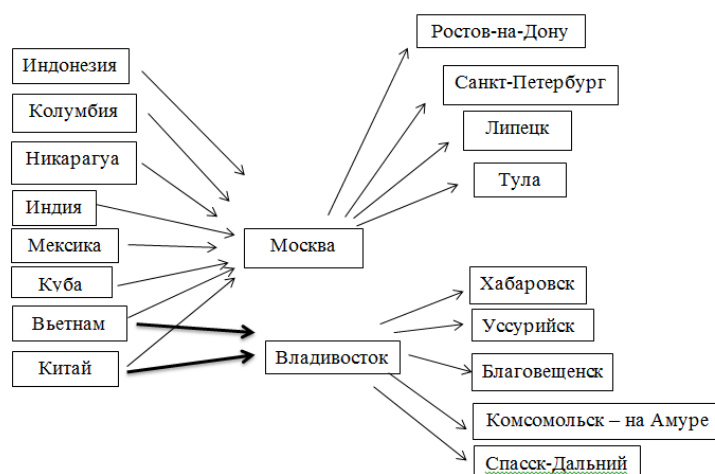 Индонезия
Колумбия
Никарагуа
Индия
Мексика
Куба
Вьетнам
Китай
Москва
Владивосток
Ростов-на-Дону
Санкт-Петербург
Липецк
Тула
Хабаровск
Уссурийск
Благовещенск
Комсомольск – на Амуре
Спасск-Дальний